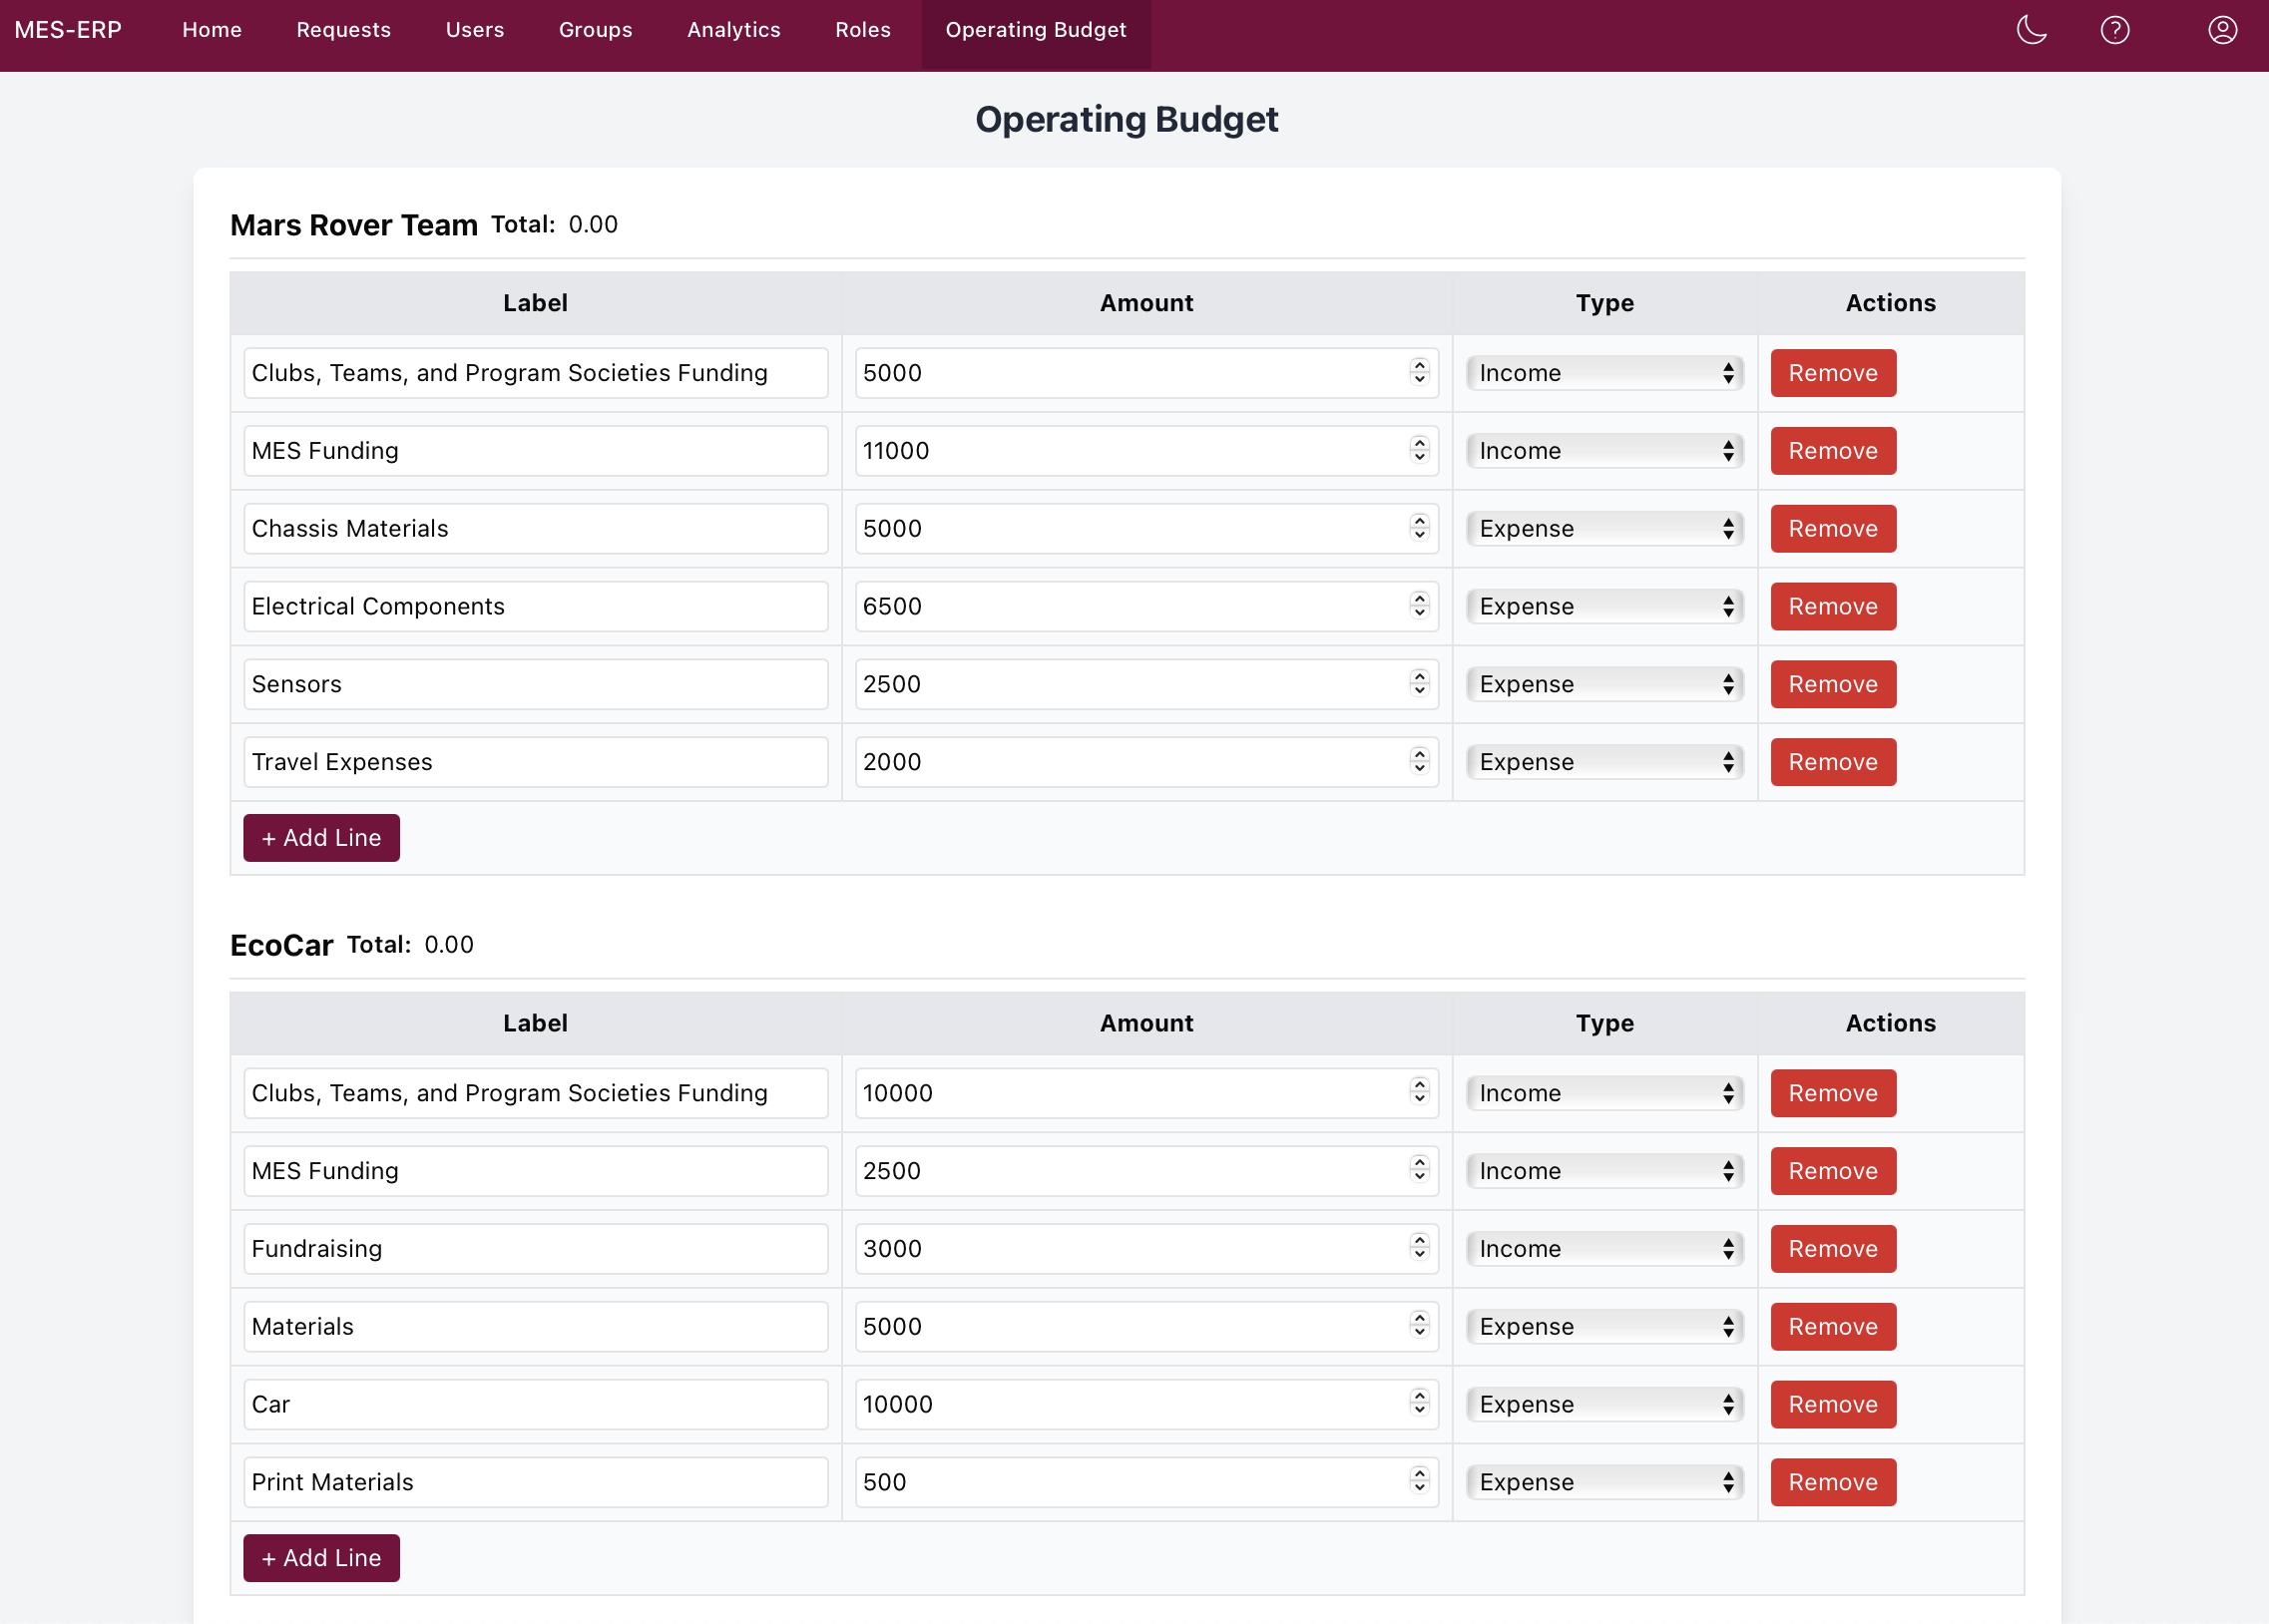 MES-ERP Home Requests Users Groups Analytics Roles Operating Budget
Operating Budget
Mars Rover Team Total: 0.00
Label Amount Type Actions
Clubs, Teams, and Program Societies Funding 5000 Income Remove
MES Funding 11000 Income Remove
Chassis Materials 5000 Expense Remove
Electrical Components 6500 Expense Remove
Sensors 2500 Expense Remove
Travel Expenses 2000 Expense Remove
+ Add Line
EcoCar Total: 0.00
Label Amount Type Actions
Clubs, Teams, and Program Societies Funding 10000 Income Remove
MES Funding 2500 Income Remove
Fundraising 3000 Income Remove
Materials 5000 Expense Remove
Car 10000 Expense Remove
Print Materials 500 Expense Remove
+ Add Line